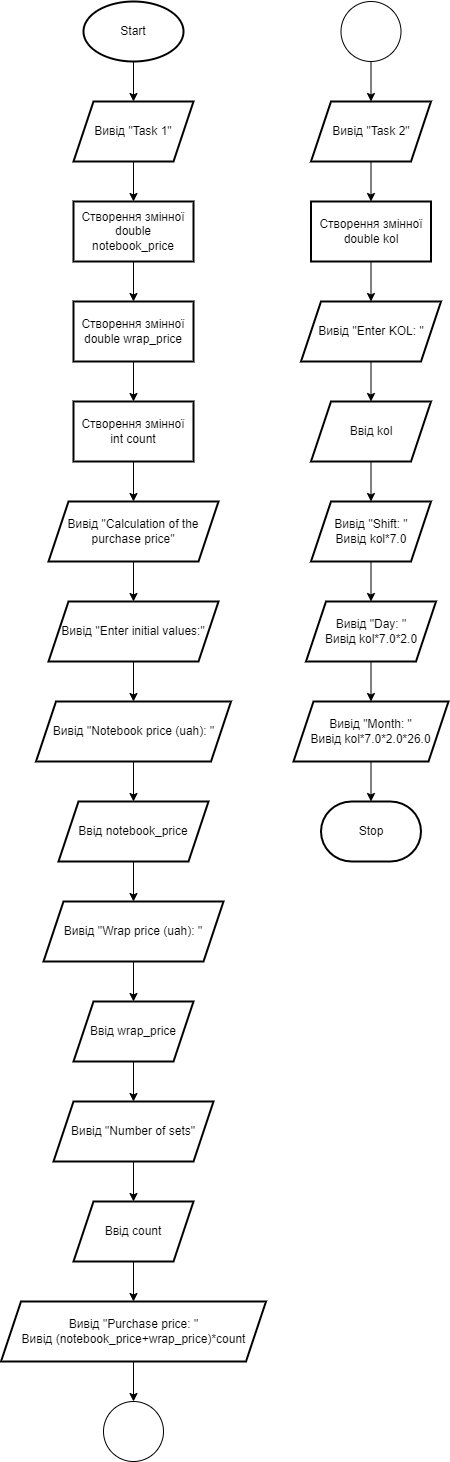 Start
Вивід "Task 1"
Створення змінної
double
notebook_price
Створення змінної
double wrap_price
Створення змінної
int count
Вивід "Calculation of the
purchase price"
Вивід "Enter initial values:"
Вивід "Notebook price (uah): "
Ввід notebook_price
Вивід "Wrap price (uah): "
Ввід wrap_price
Вивід "Number of sets"
Ввід count
Вивід "Purchase price: "
Вивід (notebook_price+wrap_price)*count
Вивід "Task 2"
Створення змінної
double kol
Вивід "Enter KOL: "
Ввід kol
Вивід "Shift: "
Вивід kol*7.0
Вивід "Day: "
Вивід kol*7.0*2.0
Вивід "Month: "
Вивід kol*7.0*2.0*26.0
Stop